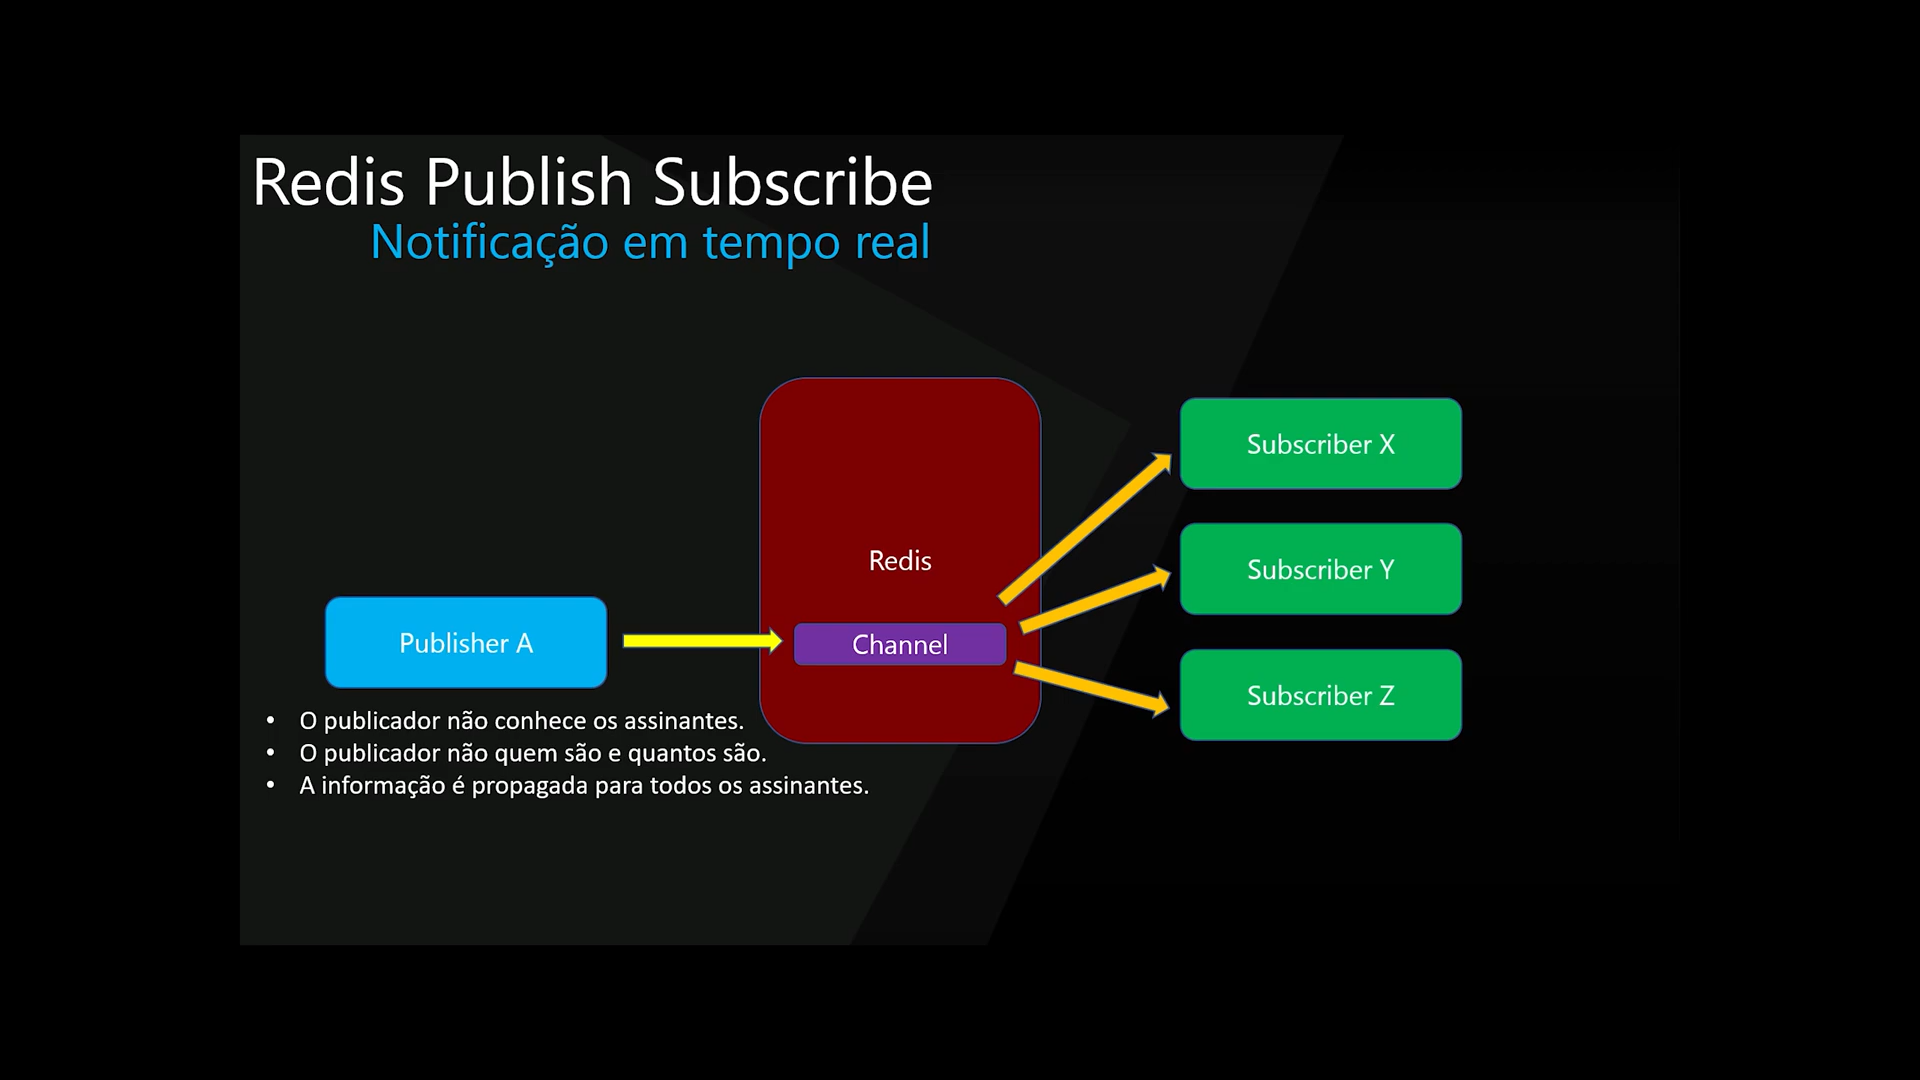 Redis Publish Subscribe
Notificação em tempo real
Subscriber X
Redis
Subscriber Y
Publisher A
Channel
Subscriber Z
• O publicador não conhece os assinantes.
• O publicador não quem são e quantos são.
• A informação é propagada para todos os assinantes.